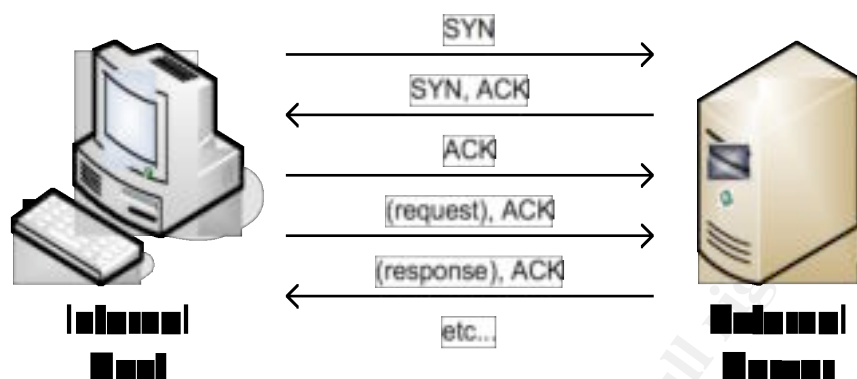 SYN
SYN, ACK
ACK
(request), ACK
(response), ACK
etc...